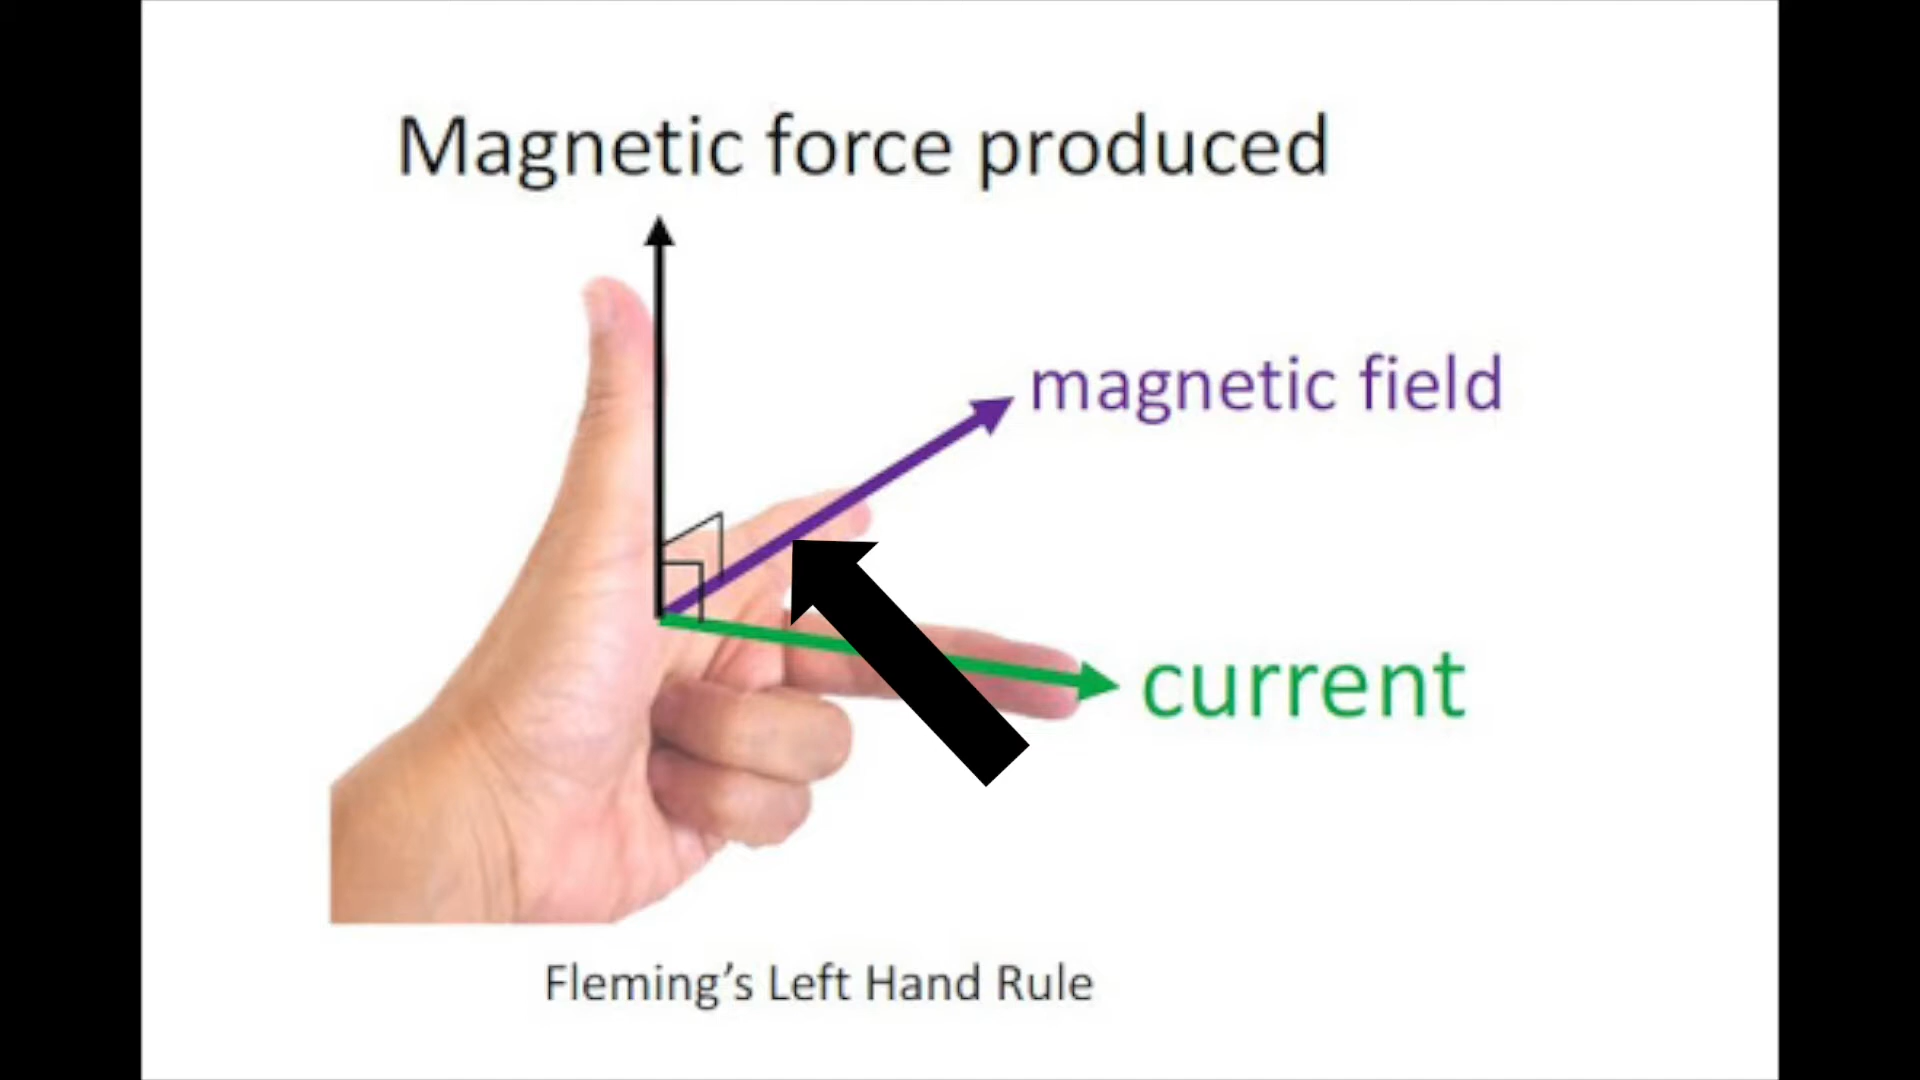 Magnetic force produced
magnetic field
current
Fleming’s Left Hand Rule